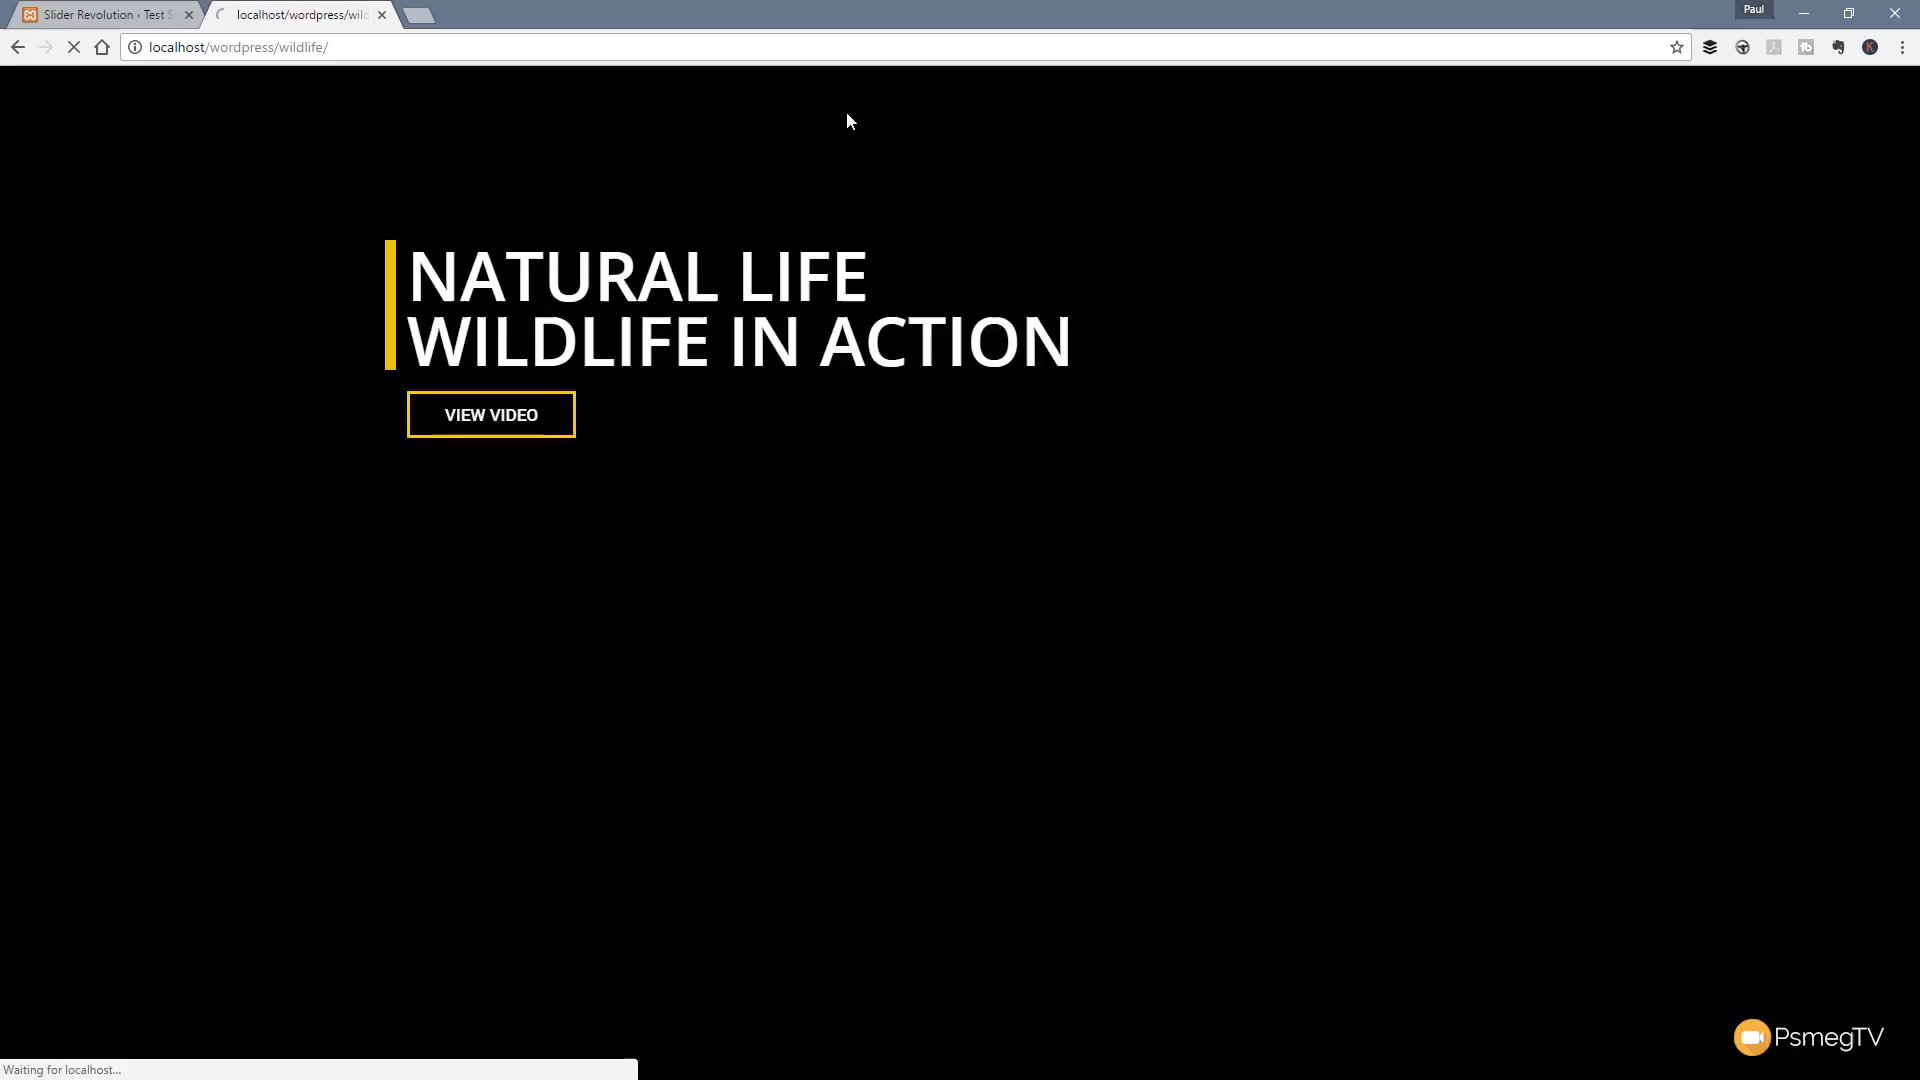 Slider Revolution ‹ Test S
localhost/wordpress/wild
Paul
localhost/wordpress/wildlife/
NATURAL LIFE
WILDLIFE IN ACTION
VIEW VIDEO
PsmegTV
Waiting for localhost...